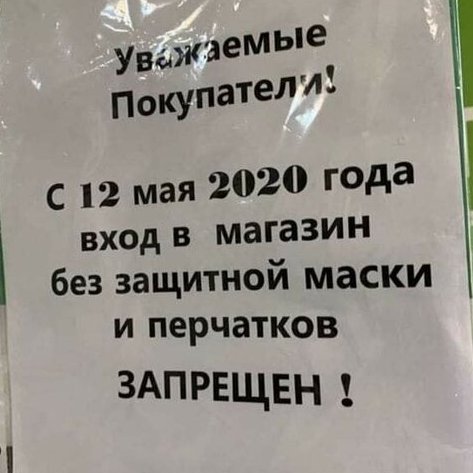 Уважаемые
Покупатели!
С 12 мая 2020 года
вход в магазин
без защитной маски
и перчатков
ЗАПРЕЩЕН !